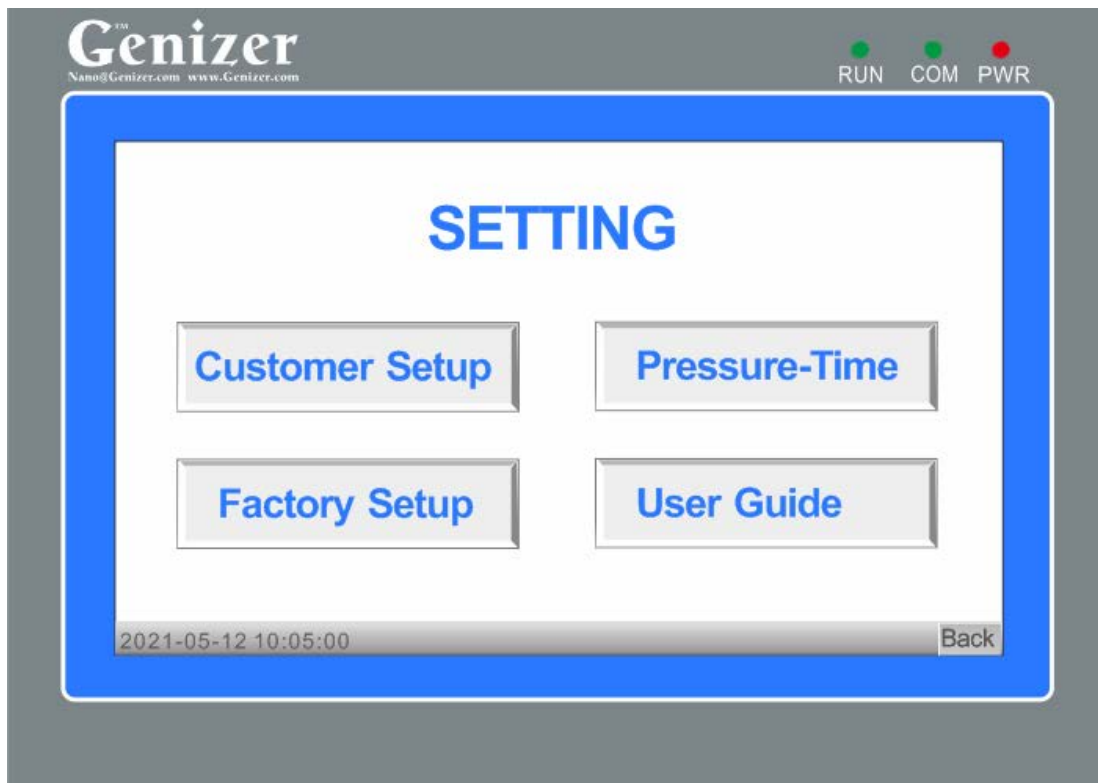 Genizer™
Nano@Genizer.com www.Genizer.com
RUN COM PWR
SETTING
Customer Setup
Pressure-Time
Factory Setup
User Guide
2021-05-12 10:05:00
Back